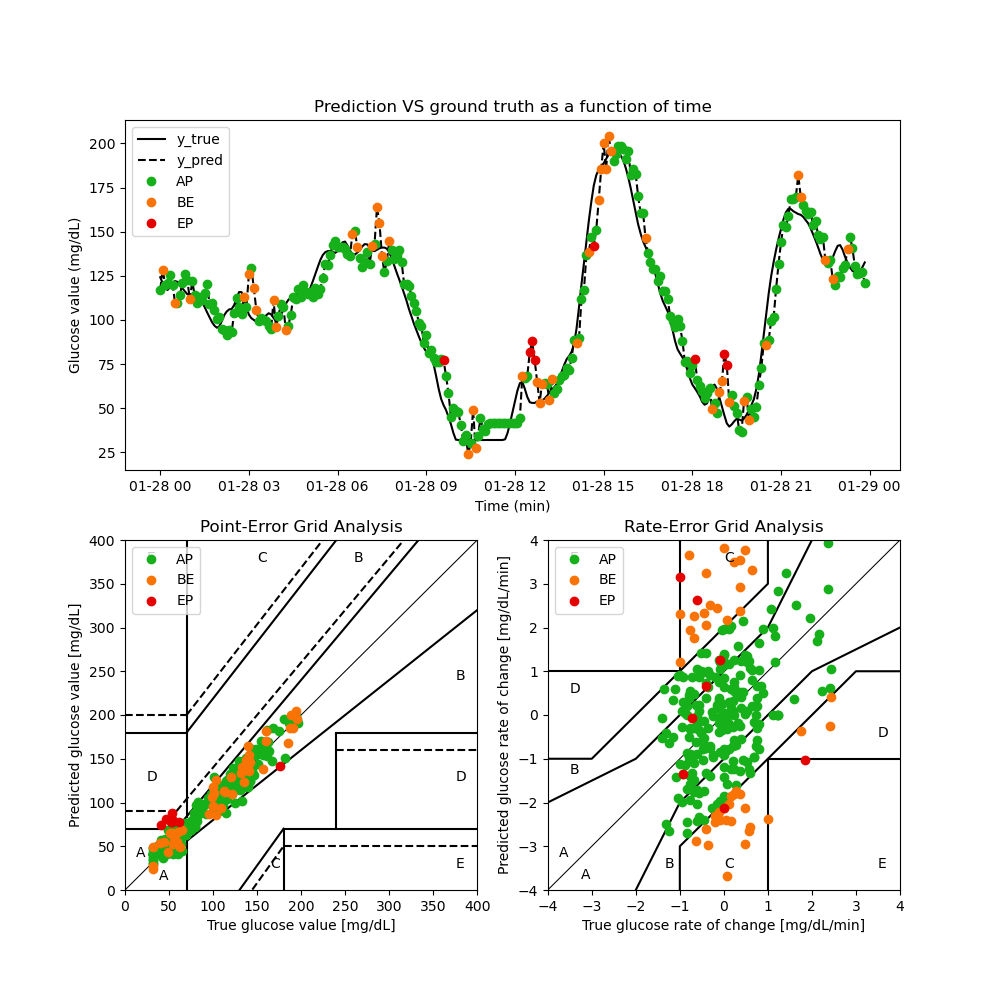 Prediction VS ground truth as a function of time
Glucose value (mg/dL)
200
175
150
125
100
75
50
25
y_true
y_pred
AP
BE
EP
01-28 00 01-28 03 01-28 06 01-28 09 01-28 12 01-28 15 01-28 18 01-28 21 01-29 00
Time (min)
Point-Error Grid Analysis
Predicted glucose value [mg/dL]
400
350
300
250
200
150
100
50
0
AP
BE
EP
C
B
B
D
D
A
A
C
E
0 50 100 150 200 250 300 350 400
True glucose value [mg/dL]
Rate-Error Grid Analysis
Predicted glucose rate of change [mg/dL/min]
4
3
2
1
0
−1
−2
−3
−4
AP
BE
EP
C
D
D
B
A
A
B
C
E
−4 −3 −2 −1 0 1 2 3 4
True glucose rate of change [mg/dL/min]